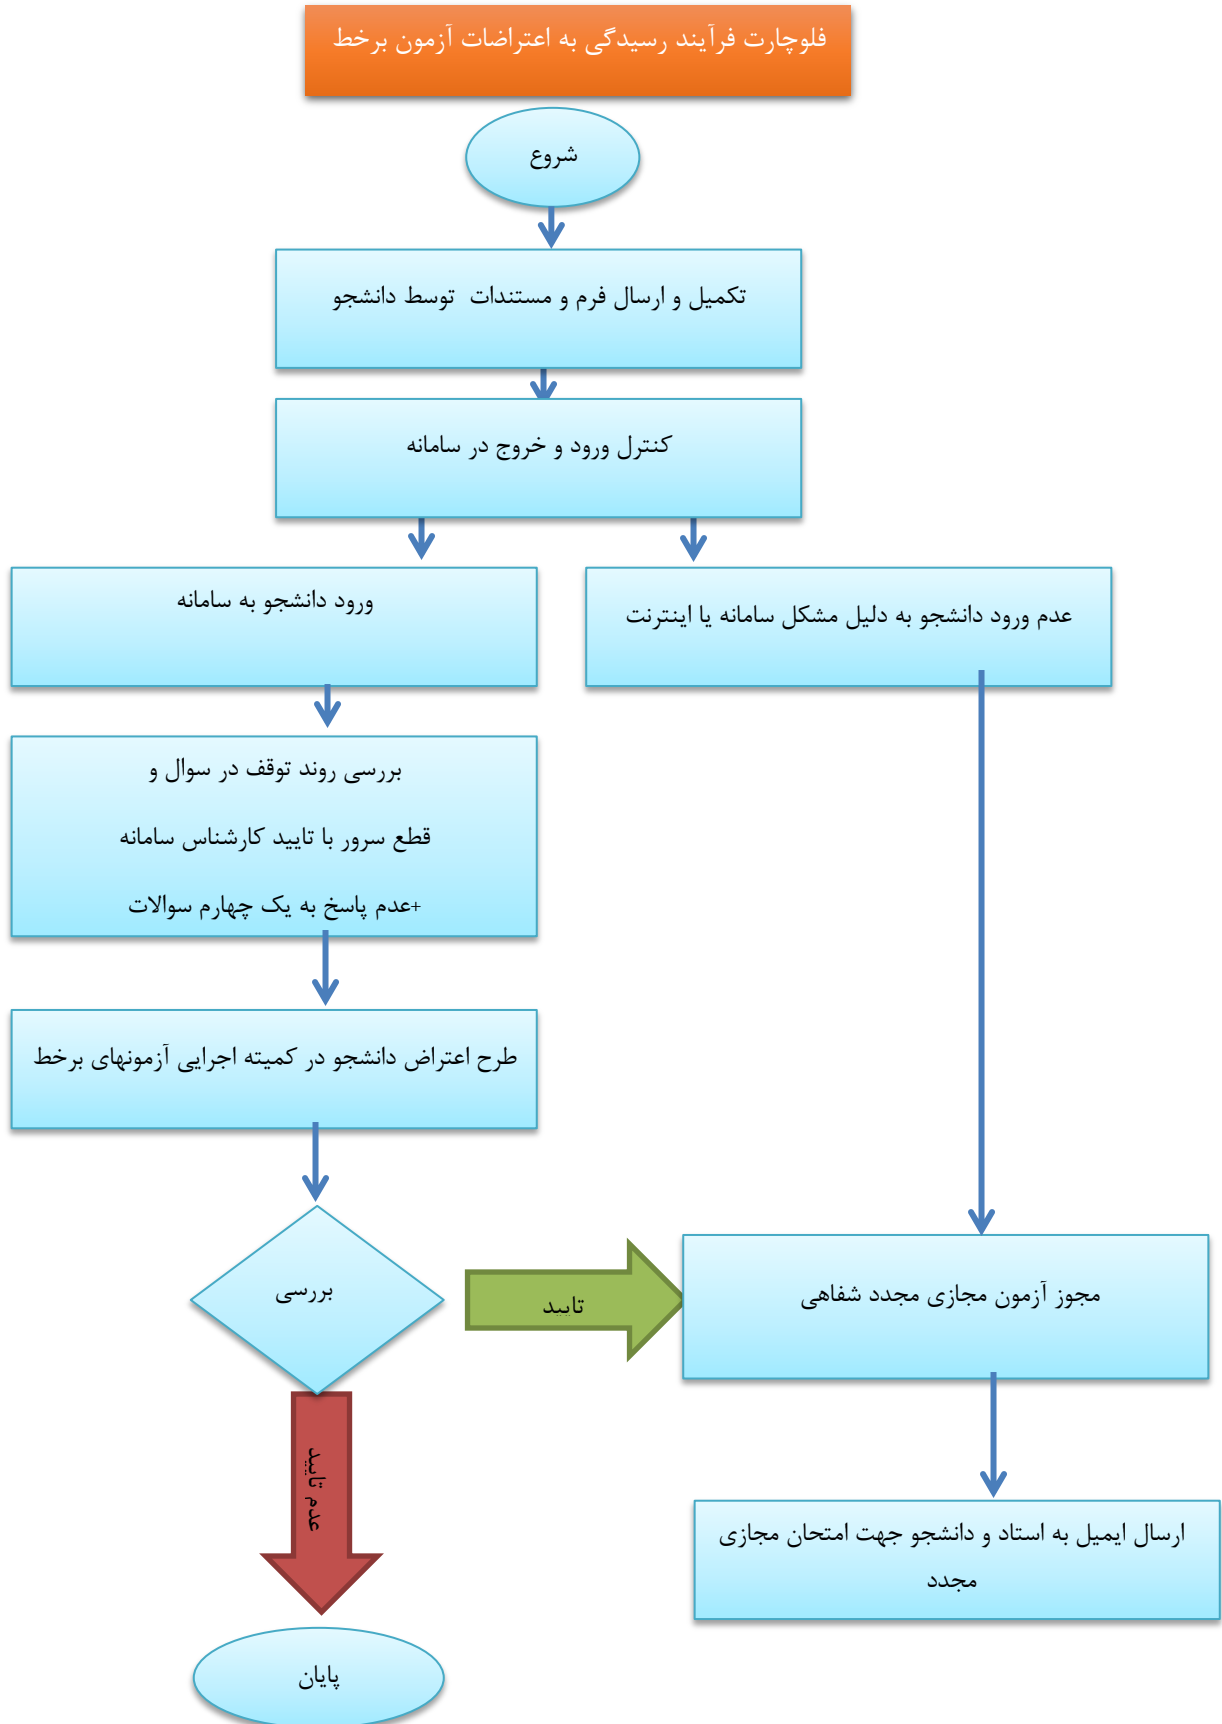 فلوچارت فرآیند رسیدگی به اعتراضات آزمون برخط
شروع
تکمیل و ارسال فرم و مستندات توسط دانشجو
کنترل ورود و خروج در سامانه
عدم ورود دانشجو به دلیل مشکل سامانه یا اینترنت
ورود دانشجو به سامانه
بررسی روند توقف در سوال و
قطع سرور با تایید کارشناس سامانه
+عدم پاسخ به یک چهارم سوالات
طرح اعتراض دانشجو در کمیته اجرایی آزمونهای برخط
بررسی
تایید
مجوز آزمون مجازی مجدد شفاهی
عدم تایید
ارسال ایمیل به استاد و دانشجو جهت امتحان مجازی
مجدد
پایان